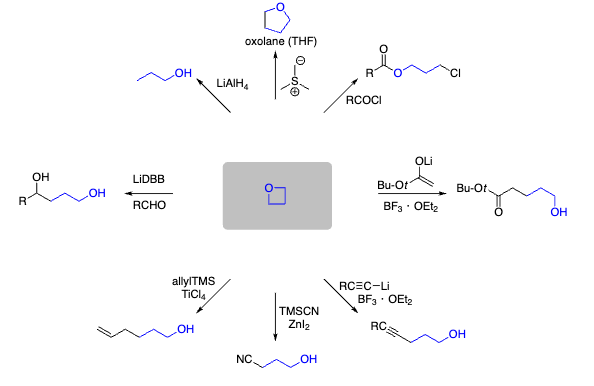 O
oxolane (THF)
OH
LiAlH4
⊖
S
⊕
O
R
O
Cl
RCOCl
OH
R
OH
LiDBB
RCHO
O
OLi
Bu-Ot
BF3 · OEt2
Bu-Ot
O
OH
allylTMS
TiCl4
OH
TMSCN
ZnI2
NC
OH
RC≡C−Li
BF3 · OEt2
RC
OH